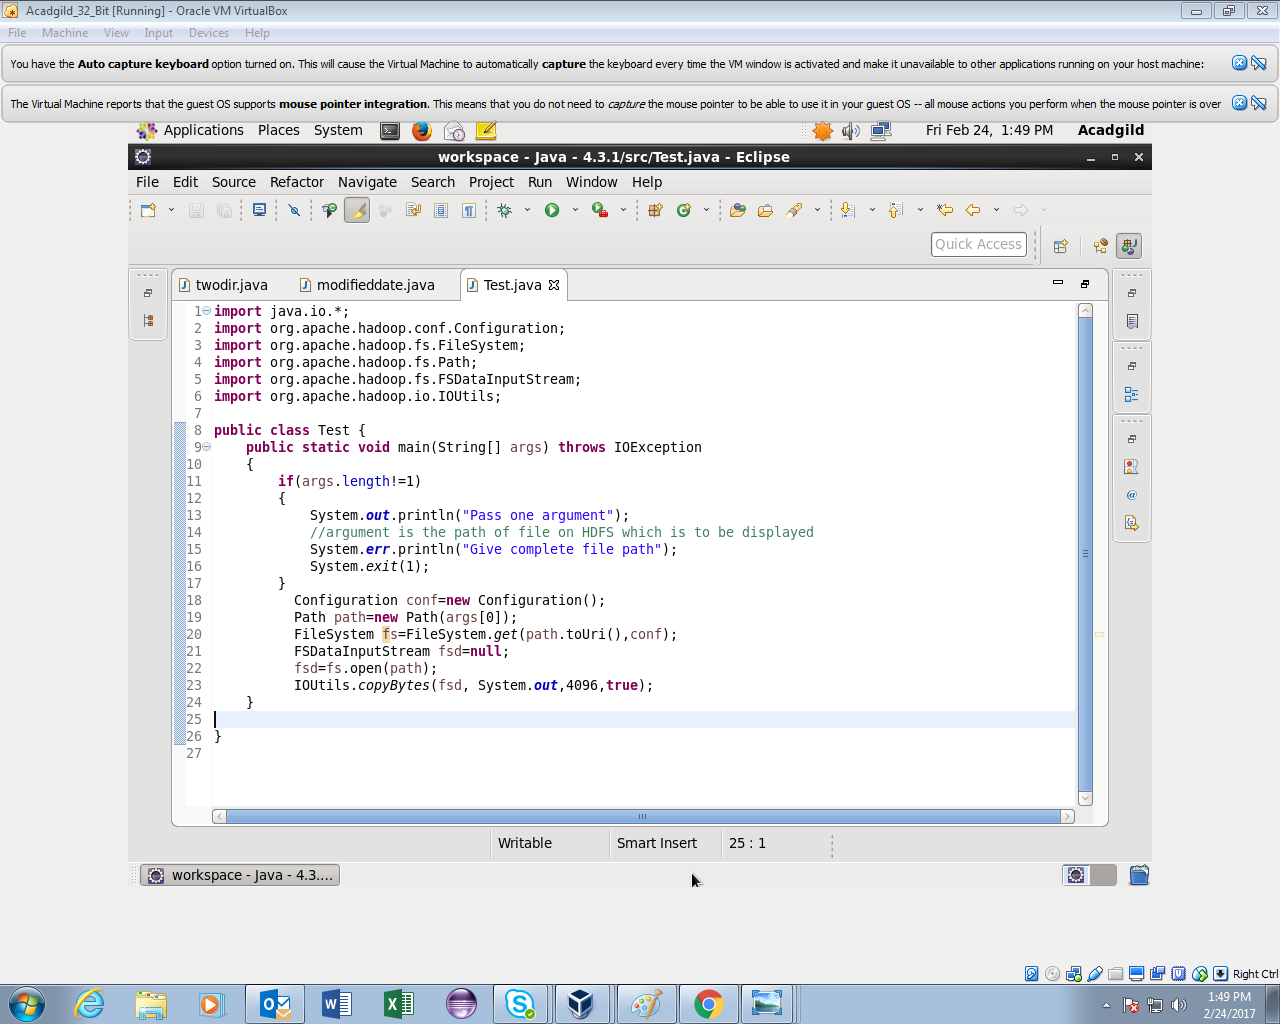 Acadgild_32_Bit [Running] - Oracle VM VirtualBox
File Machine View Input Devices Help
You have the Auto capture keyboard option turned on. This will cause the Virtual Machine to automatically capture the keyboard every time the VM window is activated and make it unavailable to other applications running on your host machine:
The Virtual Machine reports that the guest OS supports mouse pointer integration. This means that you do not need to capture the mouse pointer to be able to use it in your guest OS -- all mouse actions you perform when the mouse pointer is over
Applications Places System Fri Feb 24, 1:49 PM Acadgild
workspace - Java - 4.3.1/src/Test.java - Eclipse
File Edit Source Refactor Navigate Search Project Run Window Help
Quick Access
twodir.java modifieddate.java Test.java
1 import java.io.*;
2 import org.apache.hadoop.conf.Configuration;
3 import org.apache.hadoop.fs.FileSystem;
4 import org.apache.hadoop.fs.Path;
5 import org.apache.hadoop.fs.FSDataInputStream;
6 import org.apache.hadoop.io.IOUtils;
7
8 public class Test {
9 public static void main(String[] args) throws IOException
10 {
11 if(args.length!=1)
12 {
13 System.out.println("Pass one argument");
14 //argument is the path of file on HDFS which is to be displayed
15 System.err.println("Give complete file path");
16 System.exit(1);
17 }
18 Configuration conf=new Configuration();
19 Path path=new Path(args[0]);
20 FileSystem fs=FileSystem.get(path.toUri(),conf);
21 FSDataInputStream fsd=null;
22 fsd=fs.open(path);
23 IOUtils.copyBytes(fsd, System.out,4096,true);
24 }
25
26 }
27
Writable Smart Insert 25 : 1
workspace - Java - 4.3....
Right Ctrl
1:49 PM
2/24/2017